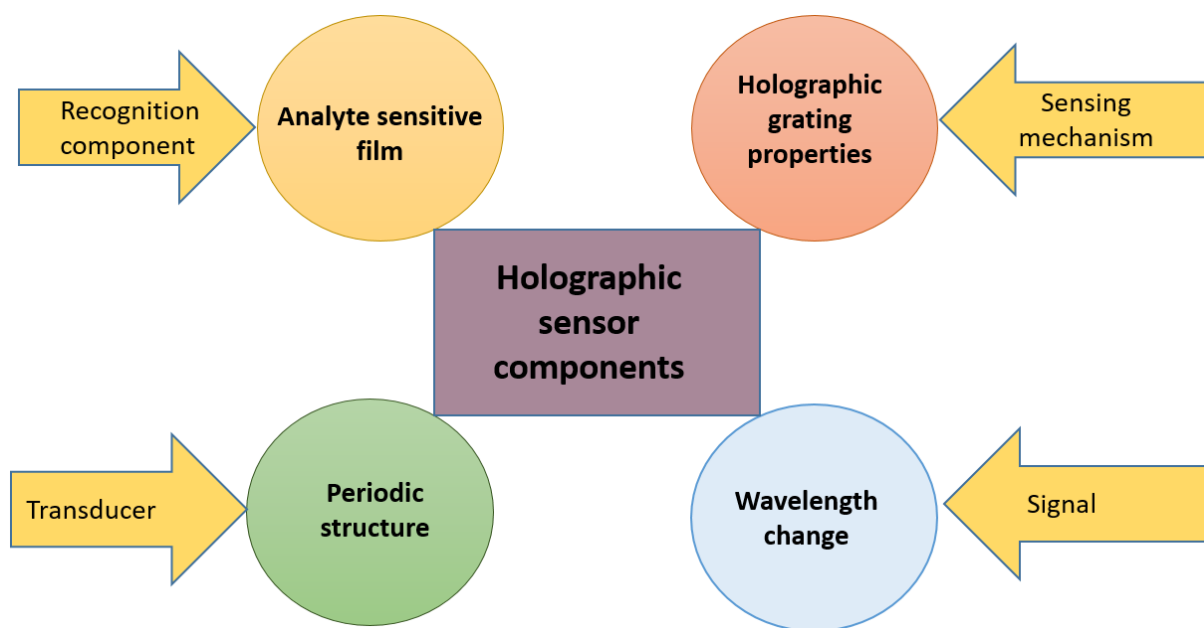 Recognition
component
Analyte sensitive
film
Holographic
grating
properties
Sensing
mechanism
Holographic
sensor
components
Transducer
Periodic
structure
Wavelength
change
Signal